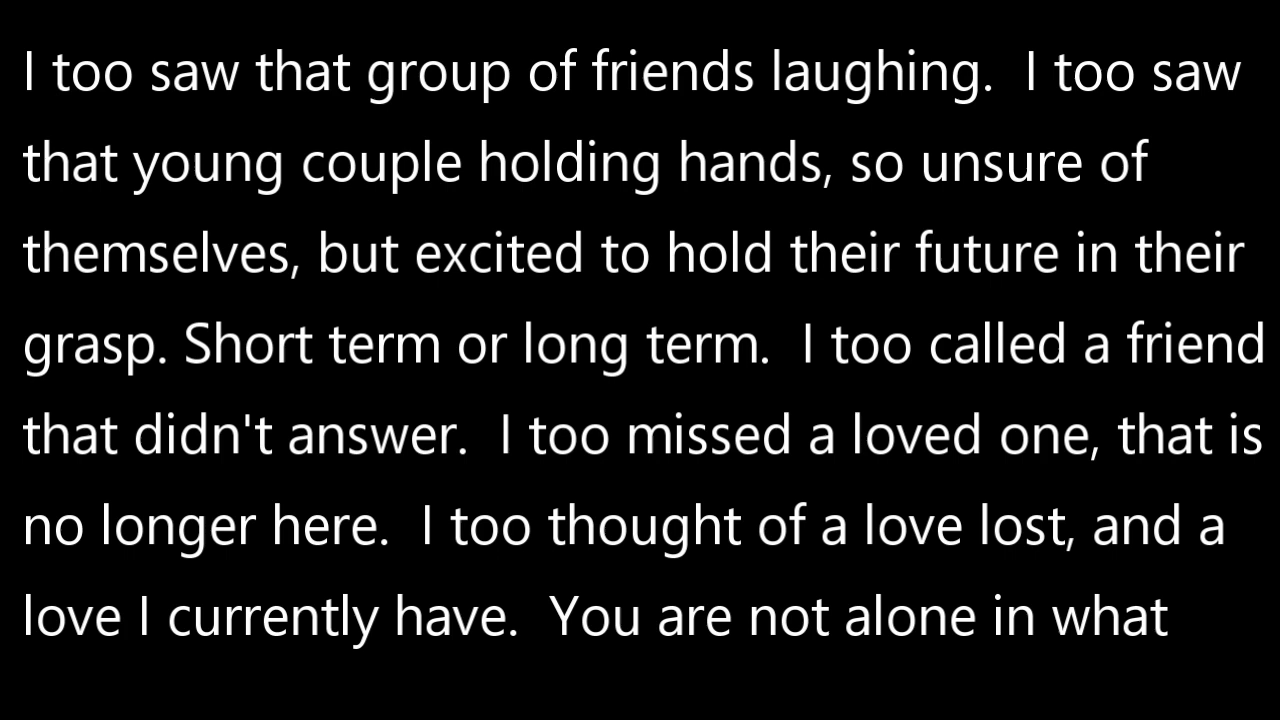 I too saw that group of friends laughing.  I too saw
that young couple holding hands, so unsure of
themselves, but excited to hold their future in their
grasp. Short term or long term.  I too called a friend
that didn't answer.  I too missed a loved one, that is
no longer here.  I too thought of a love lost, and a
love I currently have.  You are not alone in what